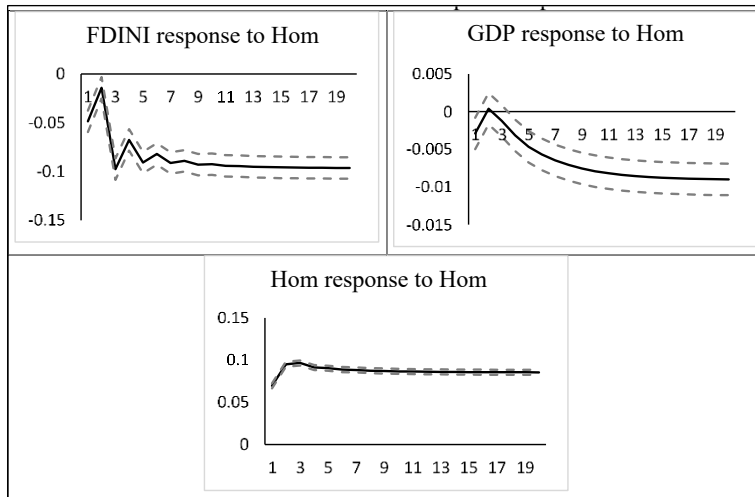 FDINI response to Hom
0
1 3 5 7 9 11 13 15 17 19
-0.05
-0.1
-0.15
GDP response to Hom
0.005
0
1 3 5 7 9 11 13 15 17 19
-0.005
-0.01
-0.015
Hom response to Hom
0.15
0.1
0.05
0
1 3 5 7 9 11 13 15 17 19